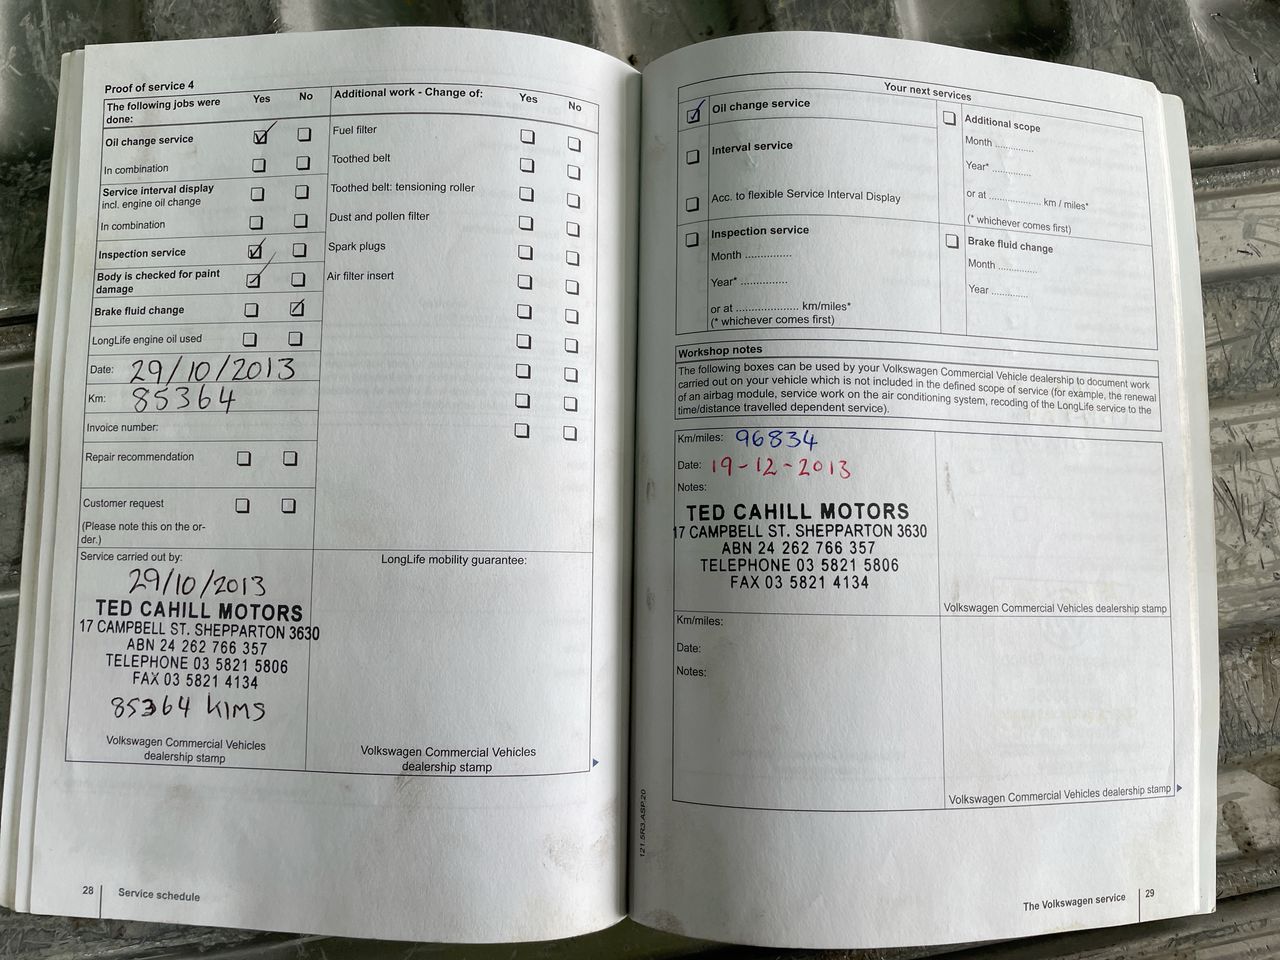 Proof of service 4
The following jobs were done: Yes No
Oil change service
In combination
Service interval display
incl. engine oil change
In combination
Inspection service
Body is checked for paint
damage
Brake fluid change
LongLife engine oil used
Date: 29/10/2013
Km: 85364
Invoice number:
Repair recommendation
Customer request
(Please note this on the or-
der.)
Additional work - Change of: Yes No
Fuel filter
Toothed belt
Toothed belt: tensioning roller
Dust and pollen filter
Spark plugs
Air filter insert
Service carried out by:
29/10/2013
TED CAHILL MOTORS
17 CAMPBELL ST. SHEPPARTON 3630
ABN 24 262 766 357
TELEPHONE 03 5821 5806
FAX 03 5821 4134
85364 KIMS
Volkswagen Commercial Vehicles
dealership stamp
LongLife mobility guarantee:
Volkswagen Commercial Vehicles
dealership stamp
28 Service schedule
Your next services
Oil change service
Interval service
Acc. to flexible Service Interval Display
Inspection service
Month ..............
Year* ..............
or at ................... km/miles*
(* whichever comes first)
Additional scope
Month ............
Year* ............
or at ................ km / miles*
(* whichever comes first)
Brake fluid change
Month ............
Year ...........
Workshop notes
The following boxes can be used by your Volkswagen Commercial Vehicle dealership to document work
carried out on your vehicle which is not included in the defined scope of service (for example, the renewal
of an airbag module, service work on the air conditioning system, recoding of the LongLife service to the
time/distance travelled dependent service).
Km/miles: 96834
Date: 19-12-2013
Notes:
TED CAHILL MOTORS
17 CAMPBELL ST. SHEPPARTON 3630
ABN 24 262 766 357
TELEPHONE 03 5821 5806
FAX 03 5821 4134
Volkswagen Commercial Vehicles dealership stamp
Km/miles:
Date:
Notes:
Volkswagen Commercial Vehicles dealership stamp
121.5R3.ASP.20
The Volkswagen service 29